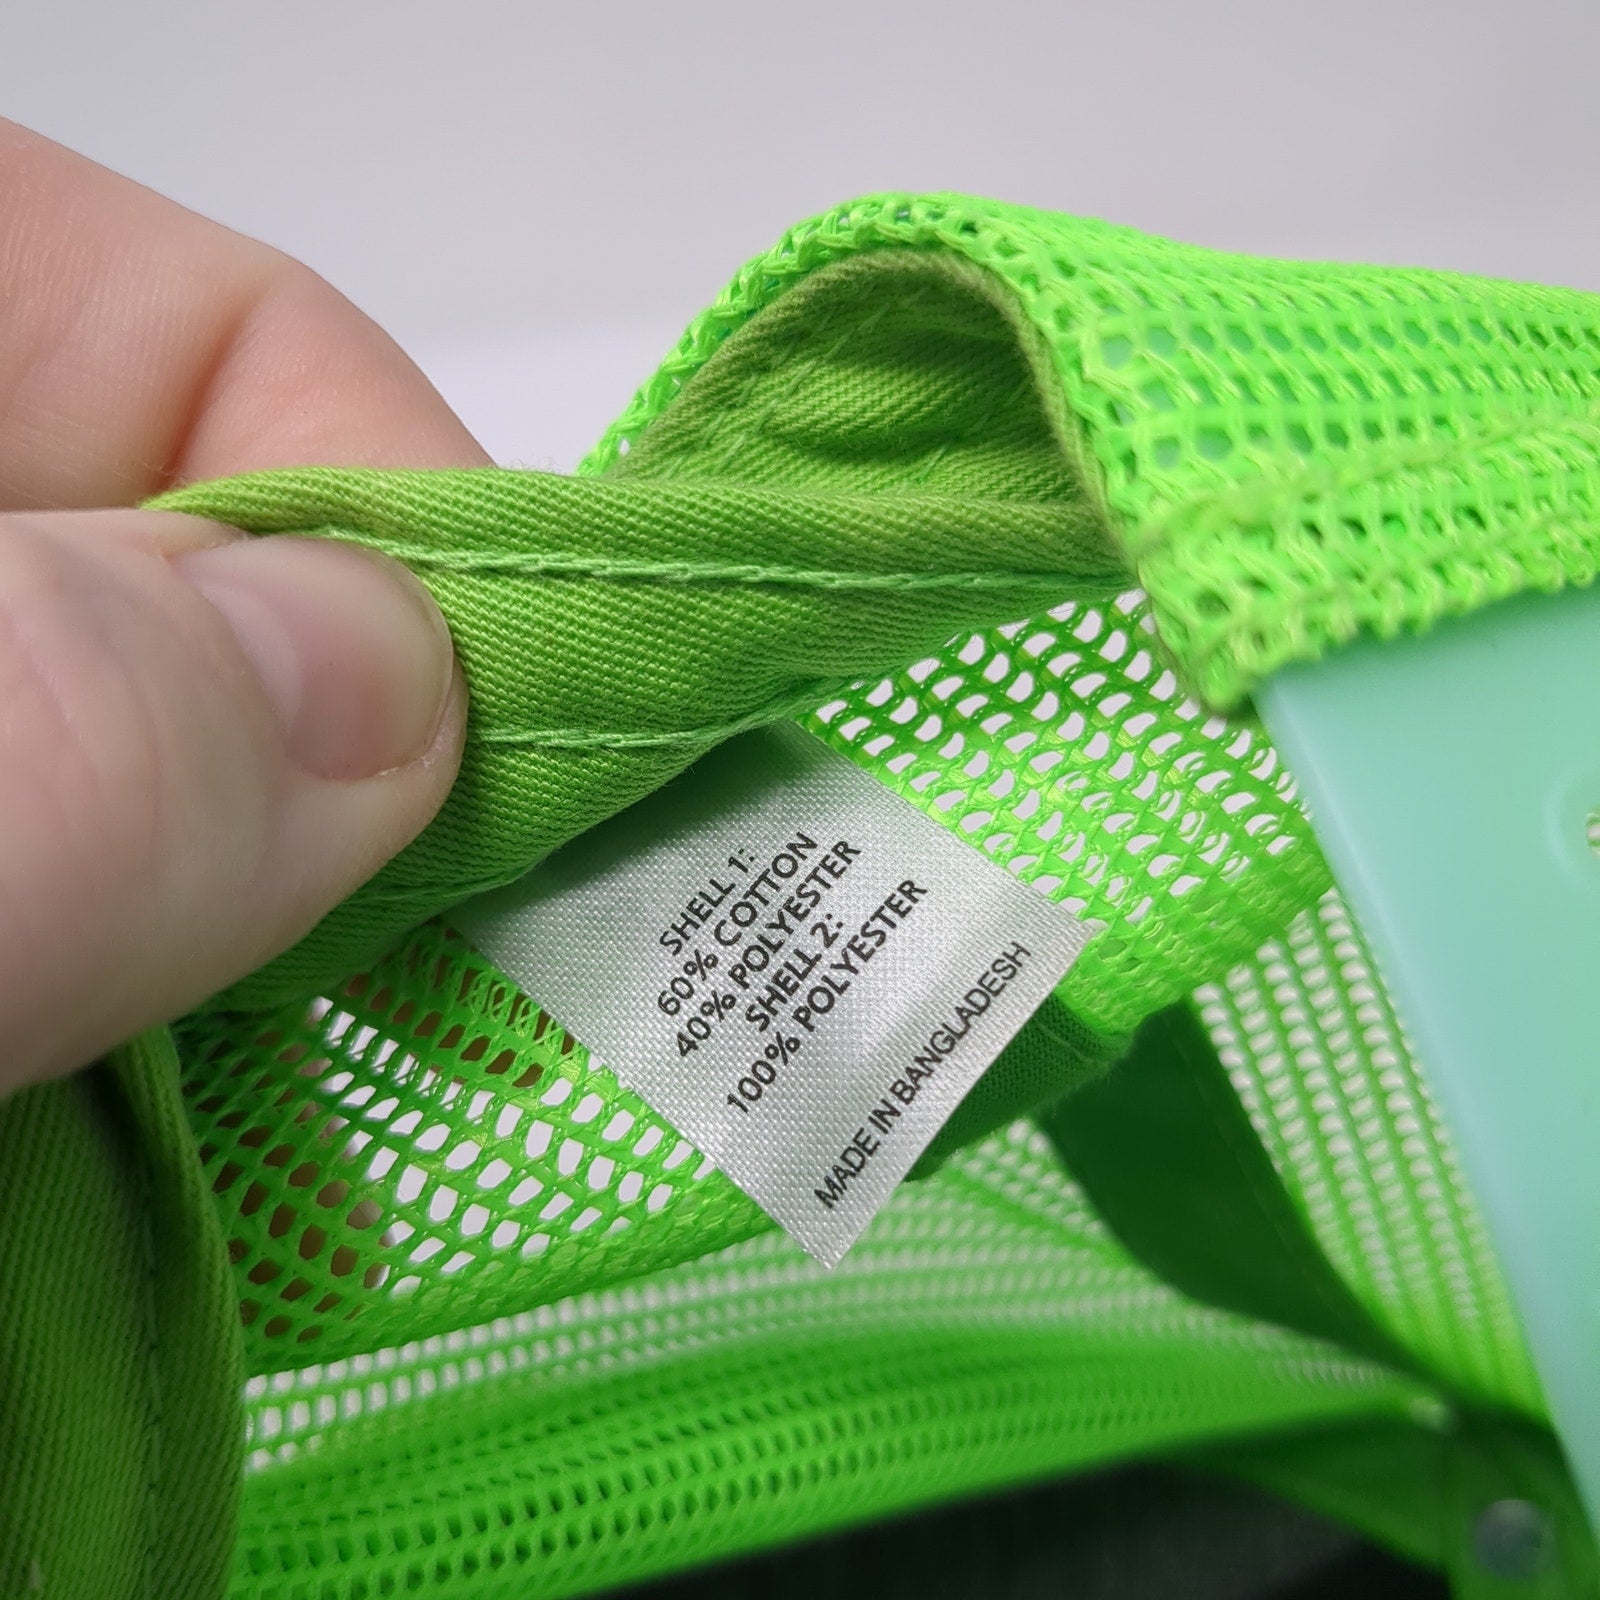 SHELL 1:
60% COTTON
40% POLYESTER
SHELL 2:
100% POLYESTER
MADE IN BANGLADESH